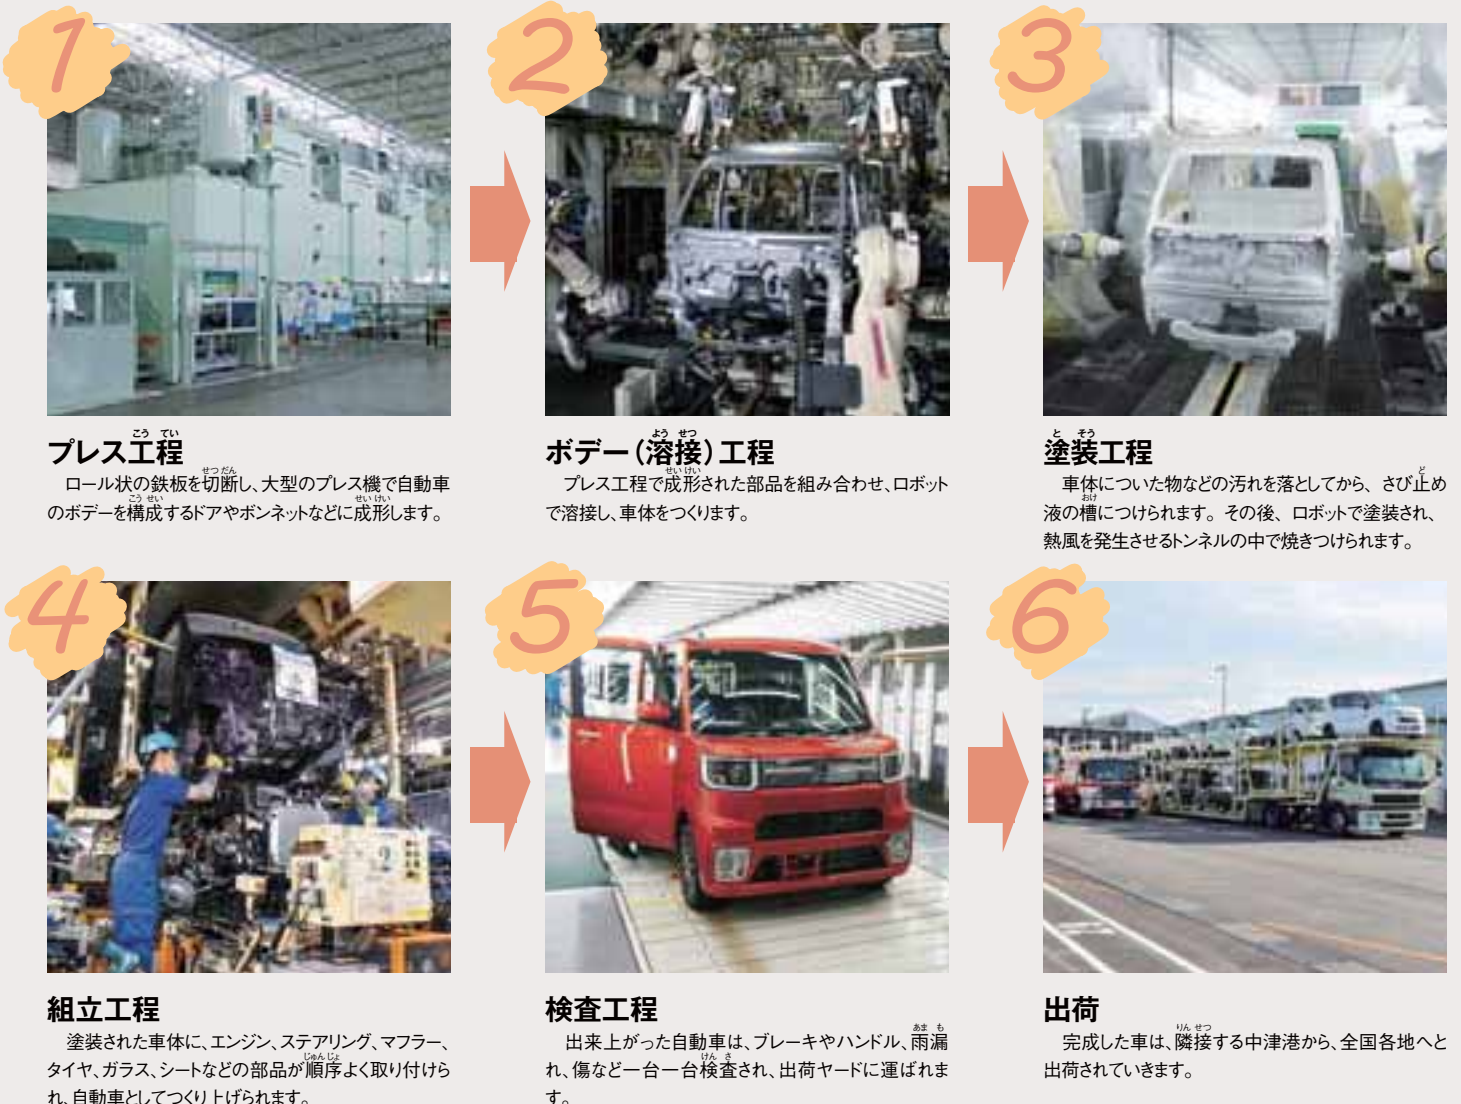 1
プレス工程
ロール状の鉄板を切断し、大型のプレス機で自動車
のボデーを構成するドアやボンネットなどに成形します。
2
ボデー（溶接）工程
プレス工程で成形された部品を組み合わせ、ロボット
で溶接し、車体をつくります。
3
塗装工程
車体についた物などの汚れを落としてから、さび止め
液の槽につけられます。その後、ロボットで塗装され、
熱風を発生させるトンネルの中で焼きつけられます。
4
組立工程
塗装された車体に、エンジン、ステアリング、マフラー、
タイヤ、ガラス、シートなどの部品が順序よく取り付けら
れ、自動車としてつくり上げられます。
5
検査工程
出来上がった自動車は、ブレーキやハンドル、雨漏
れ、傷など一台一台検査され、出荷ヤードに運ばれま
す。
6
出荷
完成した車は、隣接する中津港から、全国各地へと
出荷されていきます。